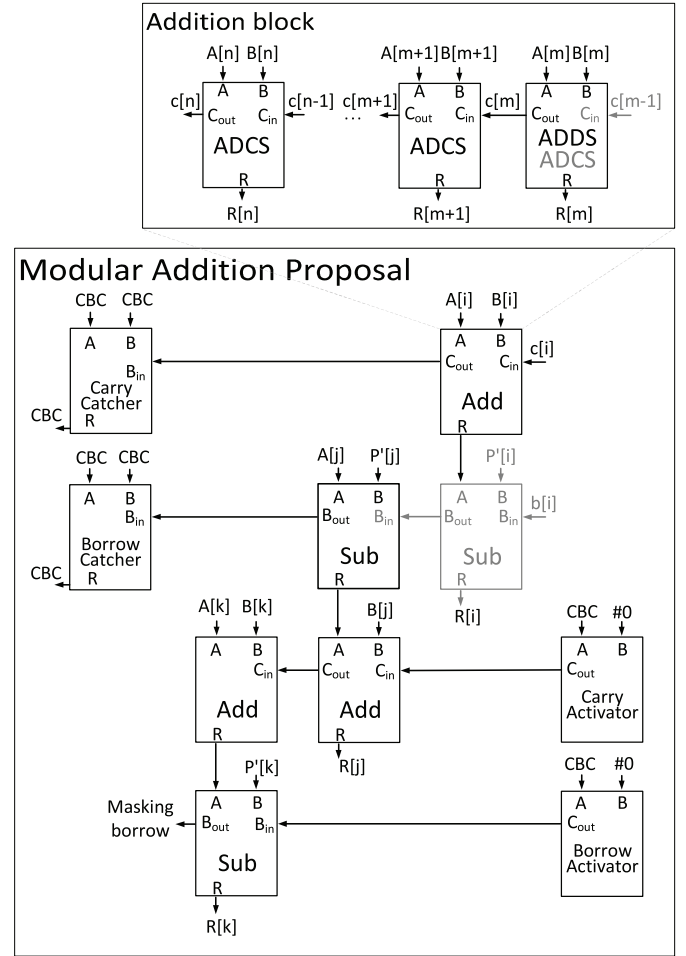 Addition block
A[n] B[n] A[m+1] B[m+1] A[m] B[m]
A B A B A B
c[n] Cout Cin c[n-1] ... c[m+1] Cout Cin c[m] Cout Cin c[m-1]
ADCS ADCS ADDS
ADCS
R R R
R[n] R[m+1] R[m]
Modular Addition Proposal
CBC CBC A[i] B[i]
A B A B
Bin Cout Cin c[i]
Carry
Catcher Add
CBC R R
CBC CBC A[j] P'[j] P'[i]
A B A B A B
Bin Bout Bin Bout Bin b[i]
Borrow
Catcher Sub Sub
CBC R R R
R[i]
A[k] B[k] B[j] CBC #0
A B A B A B
Cin Cout Cin Cout
Add Add Carry
Activator
R R
P'[k] R[j] CBC #0
A B A B
Masking
borrow Bout Bin Cout
Sub Borrow
Activator
R
R[k]